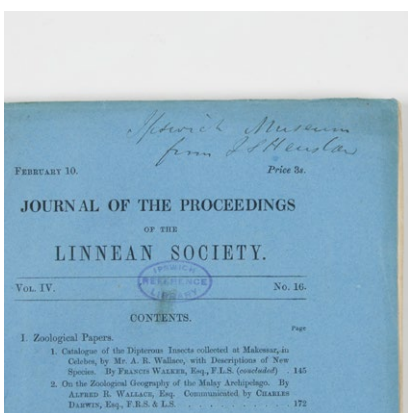 Ipswich Museum
from J S Henslow
FEBRUARY 10.
Price 3s.
JOURNAL OF THE PROCEEDINGS
OF THE
LINNEAN SOCIETY.
IPSWICH
REFERENCE
LIBRARY
VOL. IV.
No. 16.
CONTENTS.
Page
I. Zoological Papers.
1. Catalogue of the Dipterous Insects collected at Makessar, in
Celebes, by Mr. A. R. Wallace, with Descriptions of New
Species. By FRANCIS WALKER, Esq., F.L.S. (concluded) . 145
2. On the Zoological Geography of the Malay Archipelago. By
ALFRED R. WALLACE, Esq. Communicated by CHARLES
DARWIN, Esq., F.R.S. & L.S. . . . . . . . . . . . 172